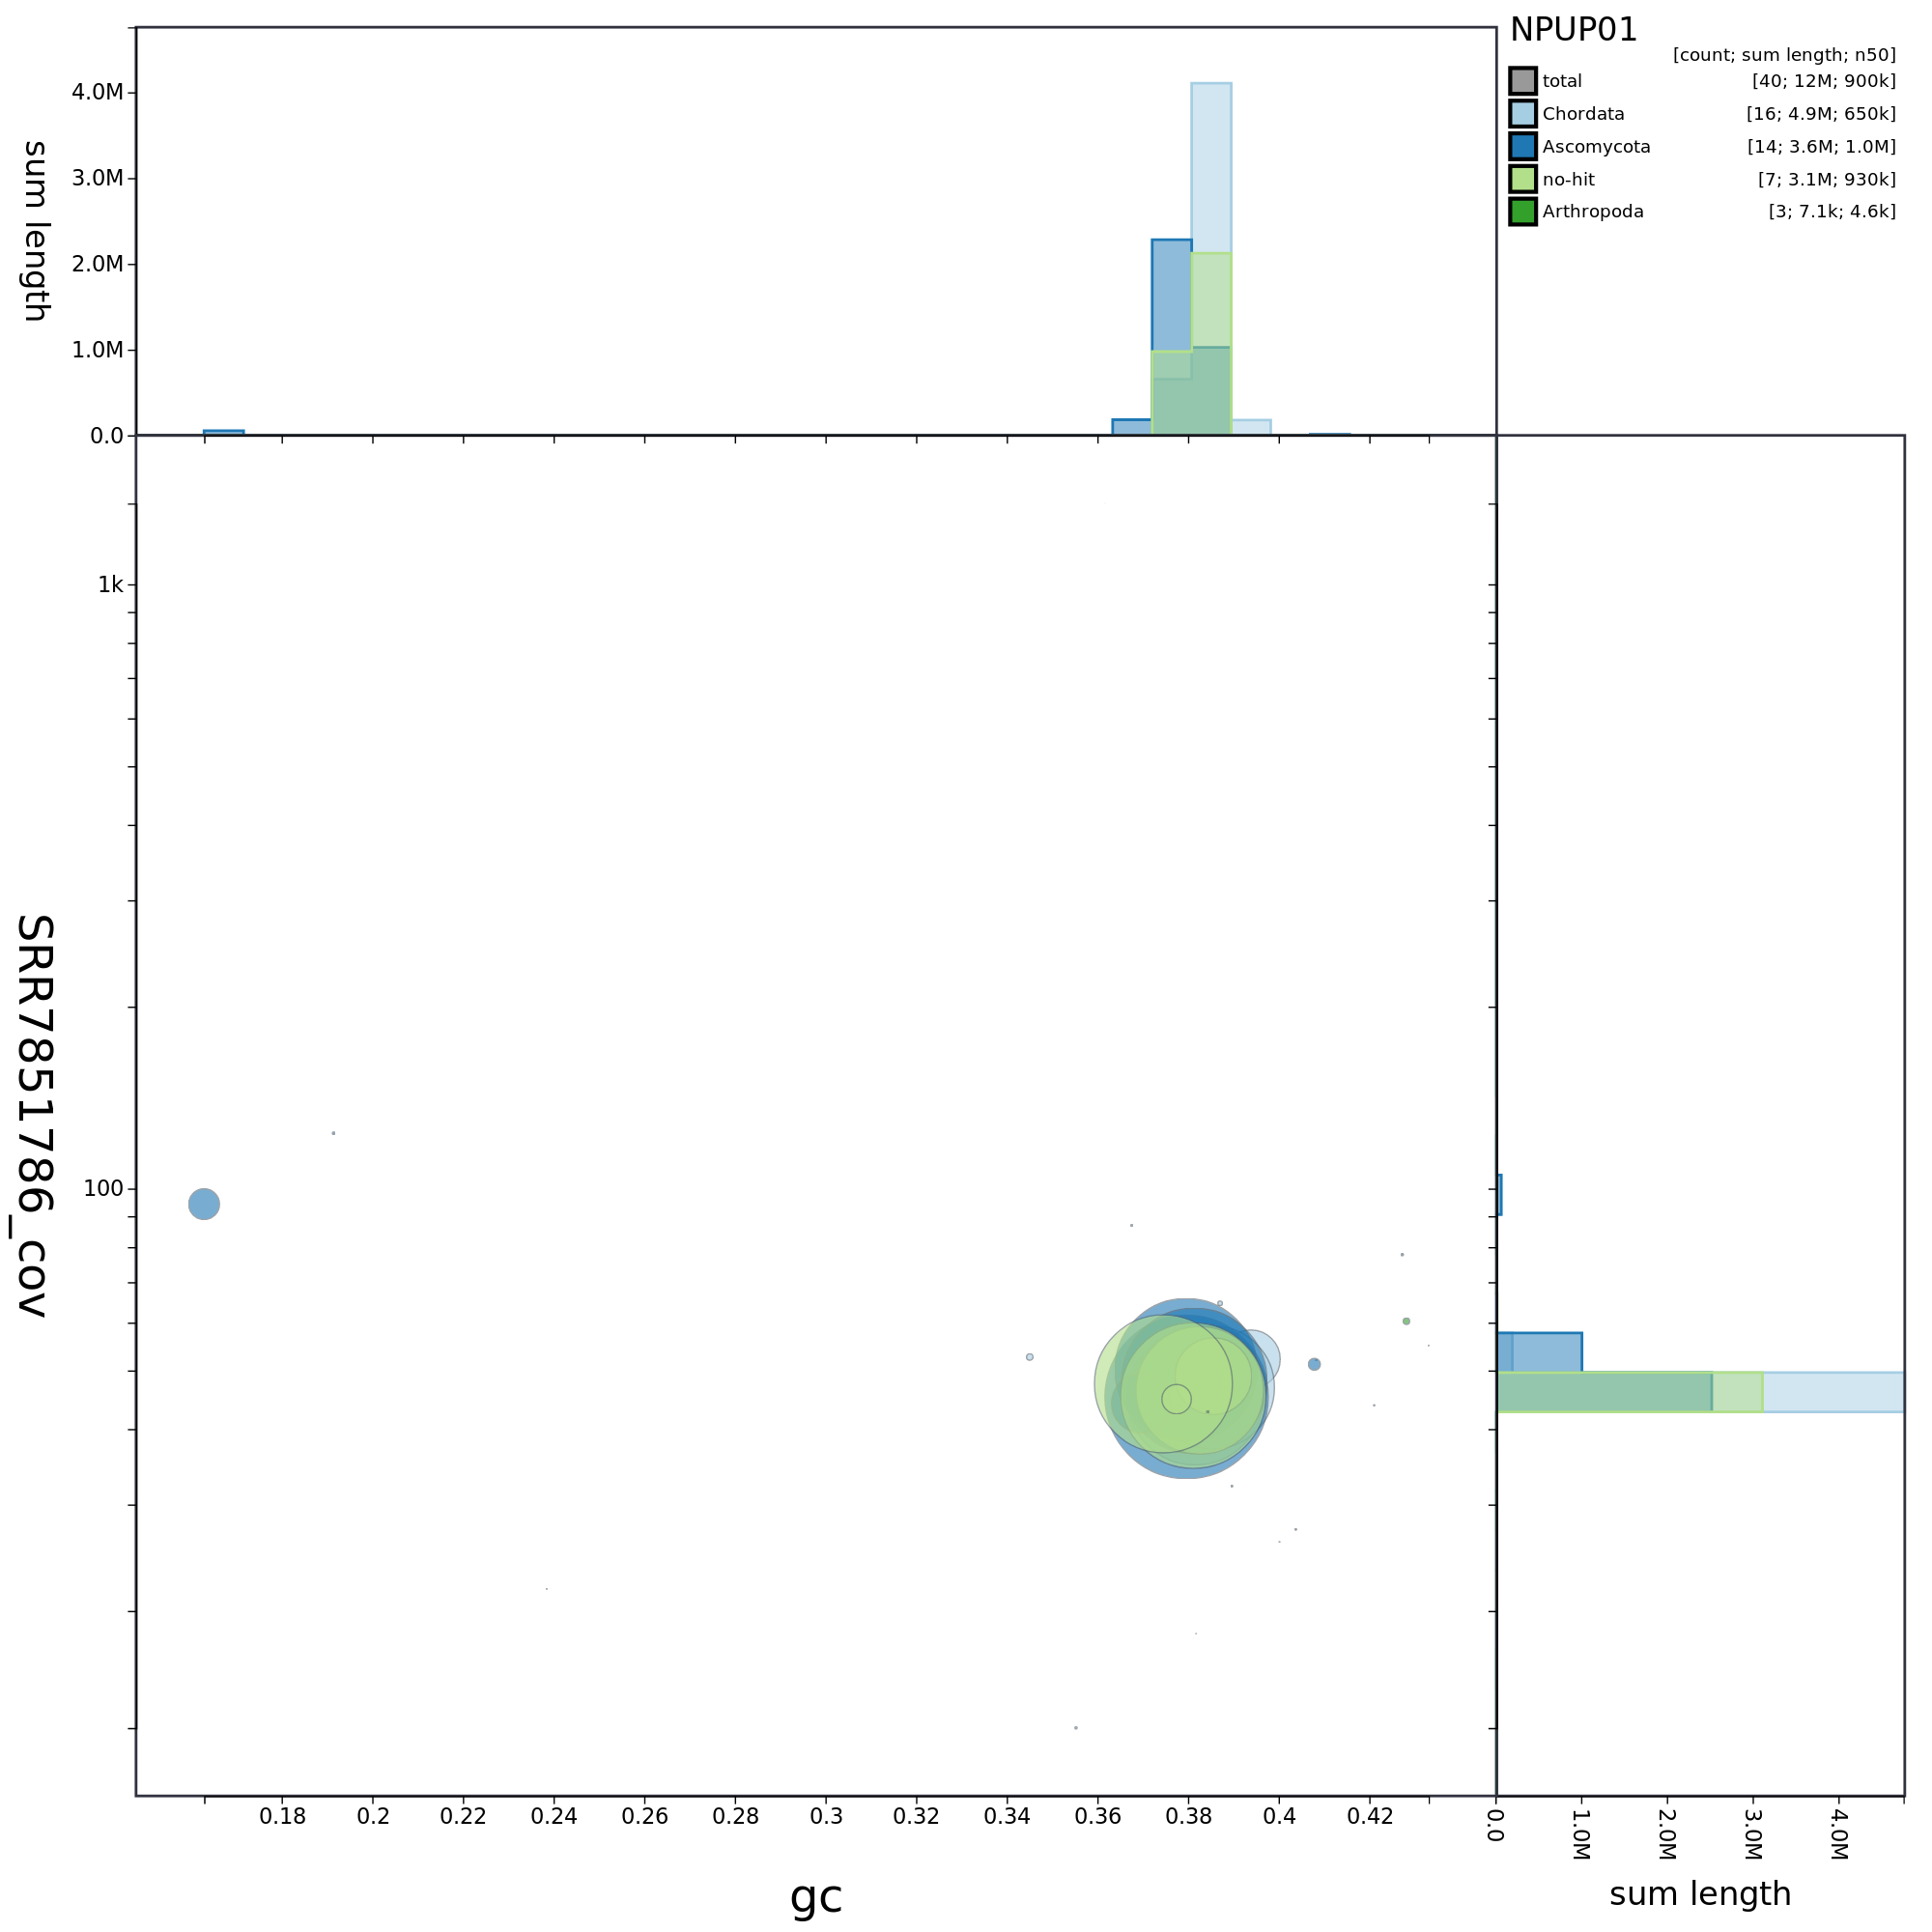 NPUP01
[count; sum length; n50]
total [40; 12M; 900k]
Chordata [16; 4.9M; 650k]
Ascomycota [14; 3.6M; 1.0M]
no-hit [7; 3.1M; 930k]
Arthropoda [3; 7.1k; 4.6k]
sum length
4.0M
3.0M
2.0M
1.0M
0.0
SRR7851786_cov
1k
100
0.18 0.2 0.22 0.24 0.26 0.28 0.3 0.32 0.34 0.36 0.38 0.4 0.42
gc
0.0 1.0M 2.0M 3.0M 4.0M
sum length